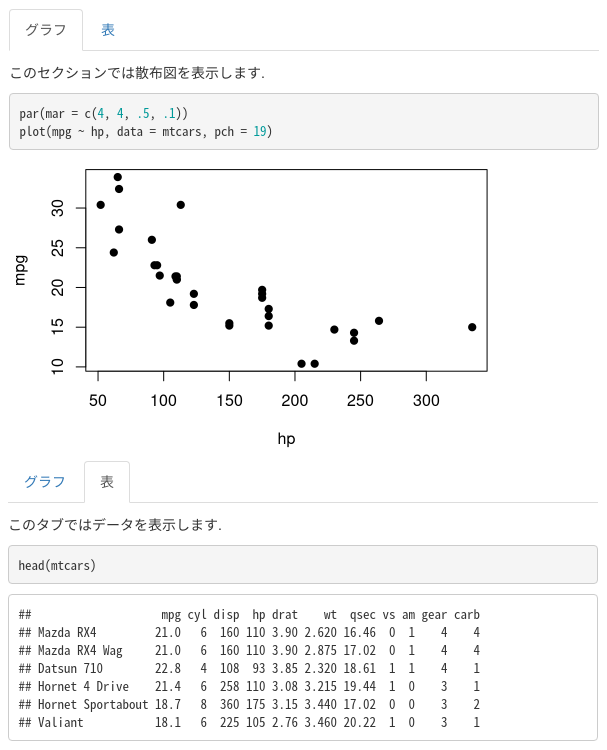 グラフ 表
このセクションでは散布図を表示します.
par(mar = c(4, 4, .5, .1))
plot(mpg ~ hp, data = mtcars, pch = 19)
30
25
20
15
10
mpg
50 100 150 200 250 300
hp
グラフ 表
このタブではデータを表示します.
head(mtcars)
##                    mpg cyl disp  hp drat    wt  qsec vs am gear carb
## Mazda RX4         21.0   6  160 110 3.90 2.620 16.46  0  1    4    4
## Mazda RX4 Wag     21.0   6  160 110 3.90 2.875 17.02  0  1    4    4
## Datsun 710        22.8   4  108  93 3.85 2.320 18.61  1  1    4    1
## Hornet 4 Drive    21.4   6  258 110 3.08 3.215 19.44  1  0    3    1
## Hornet Sportabout 18.7   8  360 175 3.15 3.440 17.02  0  0    3    2
## Valiant           18.1   6  225 105 2.76 3.460 20.22  1  0    3    1